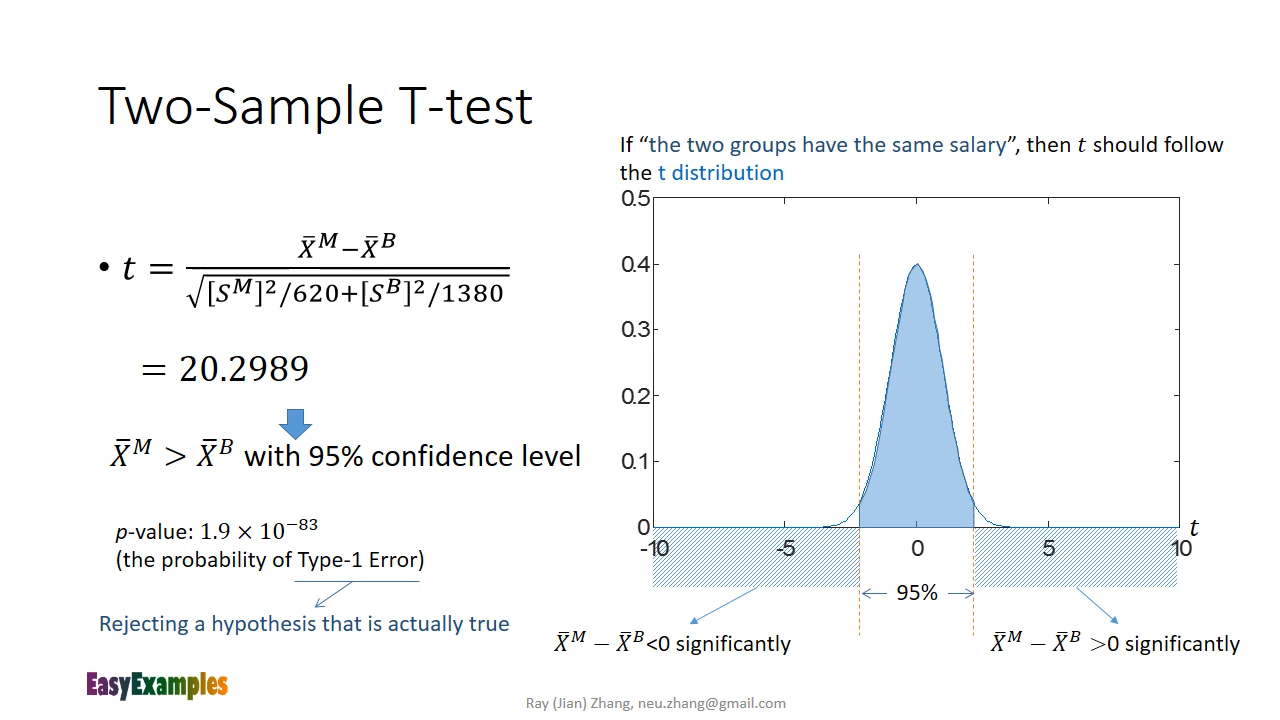 Two-Sample T-test
If “the two groups have the same salary”, then t should follow
the t distribution
• t = (X̄ᴹ−X̄ᴮ) / √([Sᴹ]²/620+[Sᴮ]²/1380)
= 20.2989
X̄ᴹ > X̄ᴮ with 95% confidence level
p-value: 1.9 × 10⁻⁸³
(the probability of Type-1 Error)
Rejecting a hypothesis that is actually true
0.5
0.4
0.3
0.2
0.1
0
-10 -5 0 5 10
t
95%
X̄ᴹ − X̄ᴮ<0 significantly
X̄ᴹ − X̄ᴮ >0 significantly
EasyExamples
Ray (Jian) Zhang, neu.zhang@gmail.com